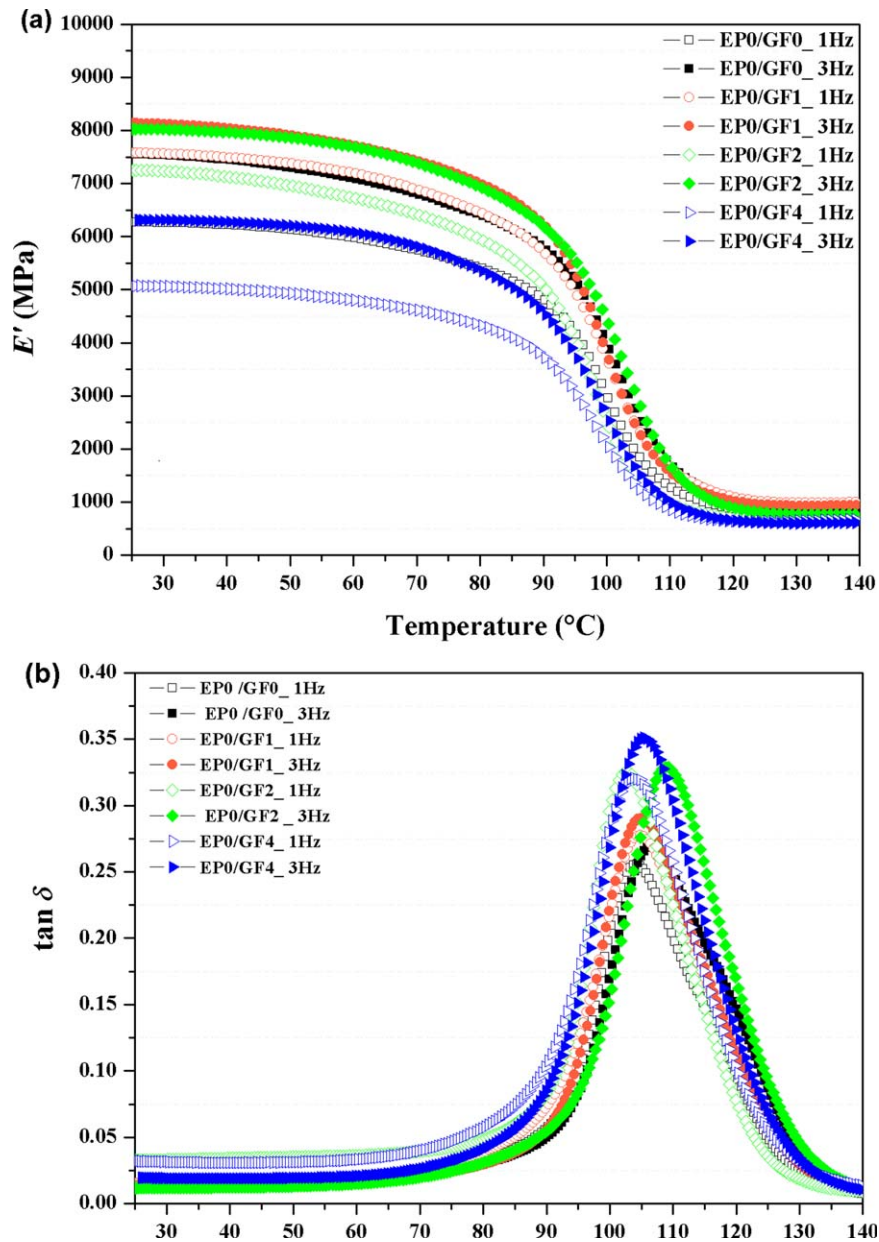 (a)
10000
9000
8000
7000
6000
5000
4000
3000
2000
1000
0
E' (MPa)
EP0/GF0_ 1Hz
EP0/GF0_ 3Hz
EP0/GF1_ 1Hz
EP0/GF1_ 3Hz
EP0/GF2_ 1Hz
EP0/GF2_ 3Hz
EP0/GF4_ 1Hz
EP0/GF4_ 3Hz
30 40 50 60 70 80 90 100 110 120 130 140
Temperature (°C)
(b)
0.40
0.35
0.30
0.25
0.20
0.15
0.10
0.05
0.00
tan δ
EP0 /GF0_ 1Hz
EP0 /GF0_ 3Hz
EP0/GF1_ 1Hz
EP0/GF1_ 3Hz
EP0/GF2_ 1Hz
EP0/GF2_ 3Hz
EP0/GF4_ 1Hz
EP0/GF4_ 3Hz
30 40 50 60 70 80 90 100 110 120 130 140